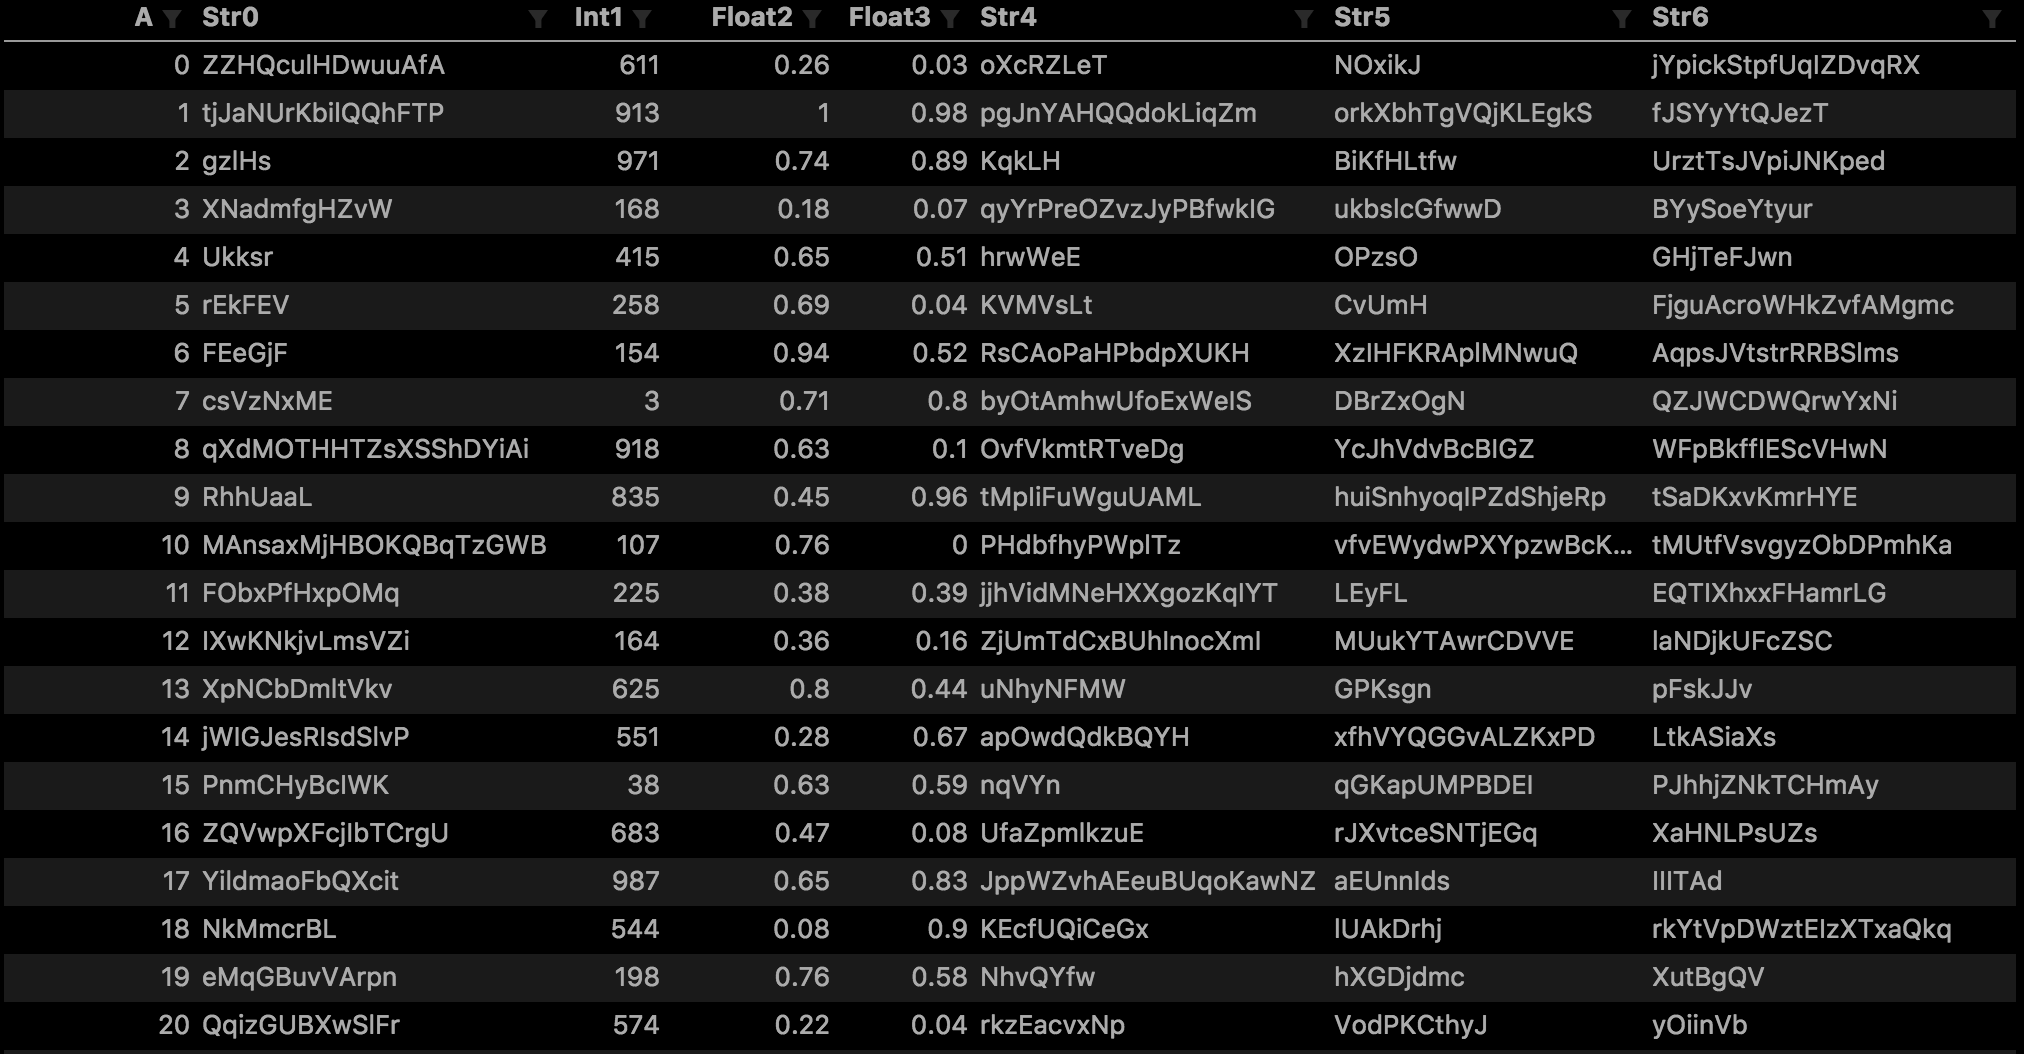 A Str0 Int1 Float2 Float3 Str4 Str5 Str6
0 ZZHQculHDwuuAfA 611 0.26 0.03 oXcRZLeT NOxikJ jYpickStpfUqIZDvqRX
1 tjJaNUrKbilQQhFTP 913 1 0.98 pgJnYAHQQdokLiqZm orkXbhTgVQjKLEgkS fJSYyYtQJezT
2 gzlHs 971 0.74 0.89 KqkLH BiKfHLtfw UrztTsJVpiJNKped
3 XNadmfgHZvW 168 0.18 0.07 qyYrPreOZvzJyPBfwklG ukbslcGfwwD BYySoeYtyur
4 Ukksr 415 0.65 0.51 hrwWeE OPzsO GHjTeFJwn
5 rEkFEV 258 0.69 0.04 KVMVsLt CvUmH FjguAcroWHkZvfAMgmc
6 FEeGjF 154 0.94 0.52 RsCAoPaHPbdpXUKH XzIHFKRAplMNwuQ AqpsJVtstrRRBSlms
7 csVzNxME 3 0.71 0.8 byOtAmhwUfoExWelS DBrZxOgN QZJWCDWQrwYxNi
8 qXdMOTHHTZsXSShDYiAi 918 0.63 0.1 OvfVkmtRTveDg YcJhVdvBcBIGZ WFpBkfflEScVHwN
9 RhhUaaL 835 0.45 0.96 tMpIiFuWguUAML huiSnhyoqIPZdShjeRp tSaDKxvKmrHYE
10 MAnsaxMjHBOKQBqTzGWB 107 0.76 0 PHdbfhyPWplTz vfvEWydwPXYpzwBcK... tMUtfVsvgyzObDPmhKa
11 FObxPfHxpOMq 225 0.38 0.39 jjhVidMNeHXXgozKqIYT LEyFL EQTIXhxxFHamrLG
12 IXwKNkjvLmsVZi 164 0.36 0.16 ZjUmTdCxBUhInocXmI MUukYTAwrCDVVE laNDjkUFcZSC
13 XpNCbDmltVkv 625 0.8 0.44 uNhyNFMW GPKsgn pFskJJv
14 jWIGJesRIsdSlvP 551 0.28 0.67 apOwdQdkBQYH xfhVYQGGvALZKxPD LtkASiaXs
15 PnmCHyBcIWK 38 0.63 0.59 nqVYn qGKapUMPBDEI PJhhjZNkTCHmAy
16 ZQVwpXFcjIbTCrgU 683 0.47 0.08 UfaZpmlkzuE rJXvtceSNTjEGq XaHNLPsUZs
17 YildmaoFbQXcit 987 0.65 0.83 JppWZvhAEeuBUqoKawNZ aEUnnIds IIITAd
18 NkMmcrBL 544 0.08 0.9 KEcfUQiCeGx lUAkDrhj rkYtVpDWztEIzXTxaQkq
19 eMqGBuvVArpn 198 0.76 0.58 NhvQYfw hXGDjdmc XutBgQV
20 QqizGUBXwSlFr 574 0.22 0.04 rkzEacvxNp VodPKCthyJ yOiinVb